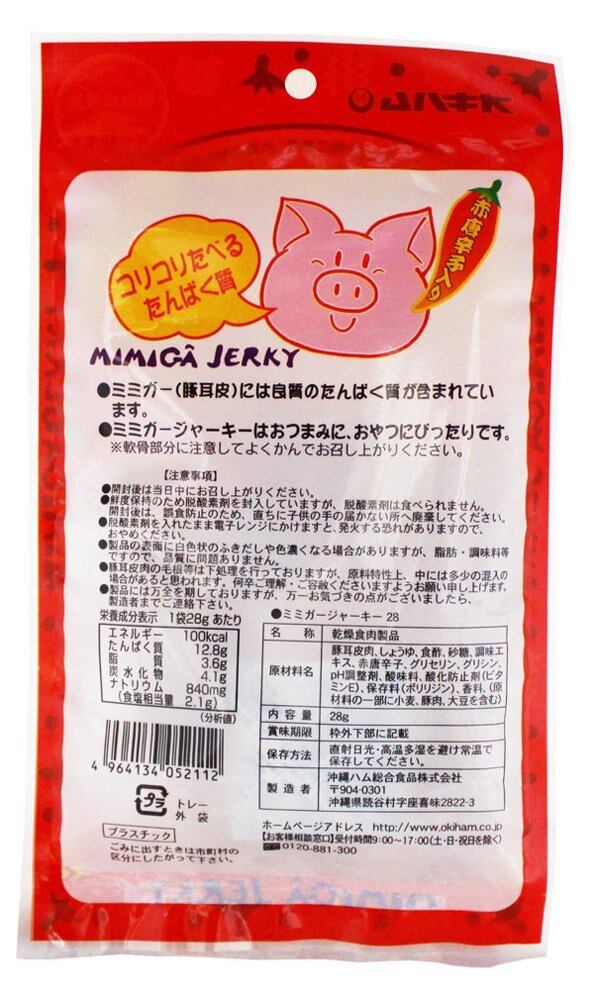 オキハム
赤唐辛子入り
コリコリたべる
たんぱく質
MIMIGÂ JERKY
●ミミガー(豚耳皮)には良質のたんぱく質が含まれてい
ます。
●ミミガージャーキーはおつまみに、おやつにぴったりです。
※軟骨部分に注意してよくかんでお召し上がりください。
【注意事項】
●開封後は当日中にお召し上がりください。
●鮮度保持のため脱酸素剤を封入していますが、脱酸素剤は食べられません。
開封後は、誤食防止のため、直ちに子供の手の届かない所へ廃棄してください。
●脱酸素剤を入れたまま電子レンジにかけますと、発火する恐れがありますので、
おやめください。
●製品の表面に白色状のふきだしや色濃くなる場合がありますが、脂肪・調味料等
ですので、品質に問題ありません。
●豚耳皮肉の毛根等は下処理を行っておりますが、原料特性上、中には多少の混入の
場合があると思われます。何卒ご理解・ご容赦くださいますようお願い申し上げます。
●製品には万全を期しておりますが、万一お気づきの点がございましたら、
製造者までご連絡下さい。
栄養成分表示 1袋28gあたり
エネルギー 100kcal
たんぱく質 12.8g
脂質 3.6g
炭水化物 4.1g
ナトリウム 840mg
(食塩相当量 2.1g)
(分析値)
●ミミガージャーキー28
名称 乾燥食肉製品
原材料名 豚耳皮肉、しょうゆ、食酢、砂糖、調味エ
キス、赤唐辛子、グリセリン、グリシン、
pH調整剤、酸味料、酸化防止剤(ビタ
ミンE)、保存料(ポリリジン)、香料、(原
材料の一部に小麦、豚肉、大豆を含む)
内容量 28g
賞味期限 枠外下部に記載
保存方法 直射日光・高温多湿を避け常温で
保存してください。
製造者 沖縄ハム総合食品株式会社
〒904-0301
沖縄県読谷村字座喜味2822-3
4 964134 052112
プラ
トレー
外袋
プラスチック
ごみに出すときは市町村の
区分にしたがって下さい。
ホームページアドレス http://www.okiham.co.jp
【お客様相談窓口】受付時間9:00〜17:00(土・日・祝日を除く)
0120-881-300
MIMIGÂ JERKY